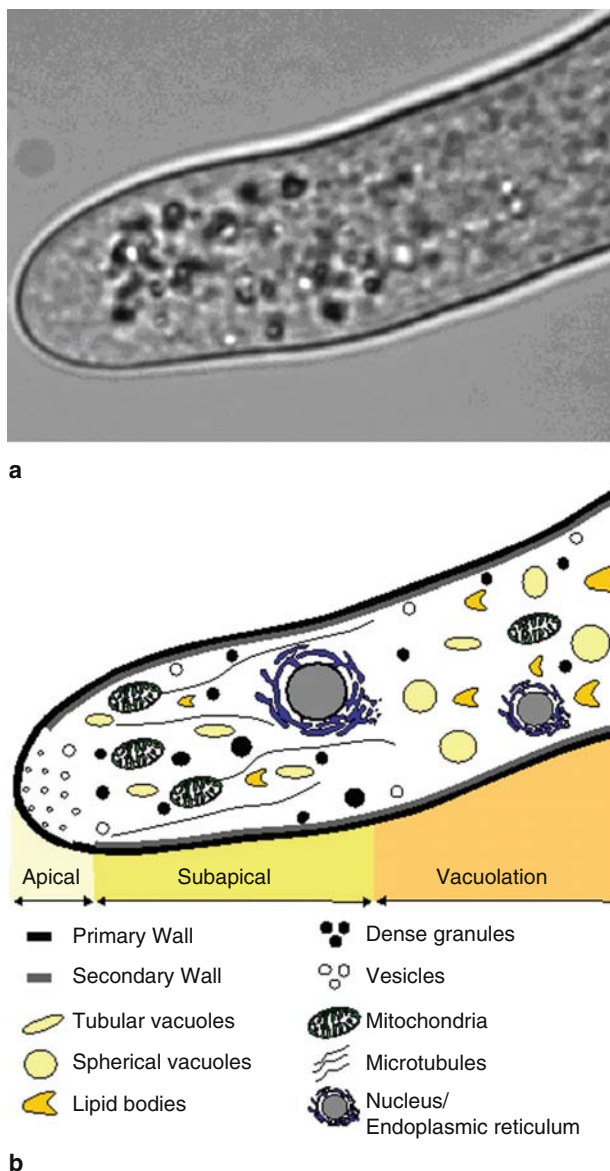 a
Apical
Subapical
Vacuolation
Primary Wall
Dense granules
Secondary Wall
Vesicles
Tubular vacuoles
Mitochondria
Spherical vacuoles
Microtubules
Lipid bodies
Nucleus/
Endoplasmic reticulum
b